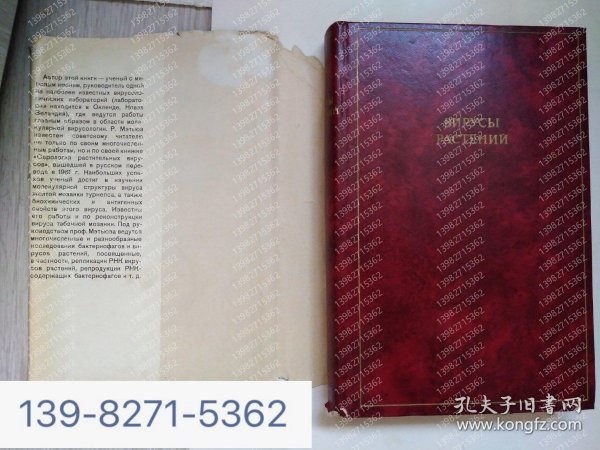 Автор этой книги — ученый с ми-
ровым именем, руководитель одной
из наиболее известных вирусоло-
гических лабораторий (лаборато-
рия находится в Окленде, Новая
Зеландия), где ведутся работы
главным образом в области моле-
кулярной вирусологии. Р. Мэтьюз
известен советскому читателю
не только по своим многочислен-
ным работам, но и по своей книжке
«Серология растительных виру-
сов», вышедшей в русском пере-
воде в 1961 г. Наибольших успе-
хов ученый достиг в изучении
молекулярной структуры вируса
желтой мозаики турнепса, а также
биохимических и антигенных
свойств этого вируса. Известны
его работы и по реконструкции
вируса табачной мозаики. Под ру-
ководством проф. Мэтьюза ведутся
многочисленные и разнообразные
исследования бактериофагов и ви-
русов растений, посвященные,
в частности, репликации РНК виру-
сов растений, репродукции РНК-
содержащих бактериофагов и т. д.
ВИРУСЫ
РАСТЕНИЙ
139-8271-5362
13982715362
孔夫子旧书网
www.kongfz.com